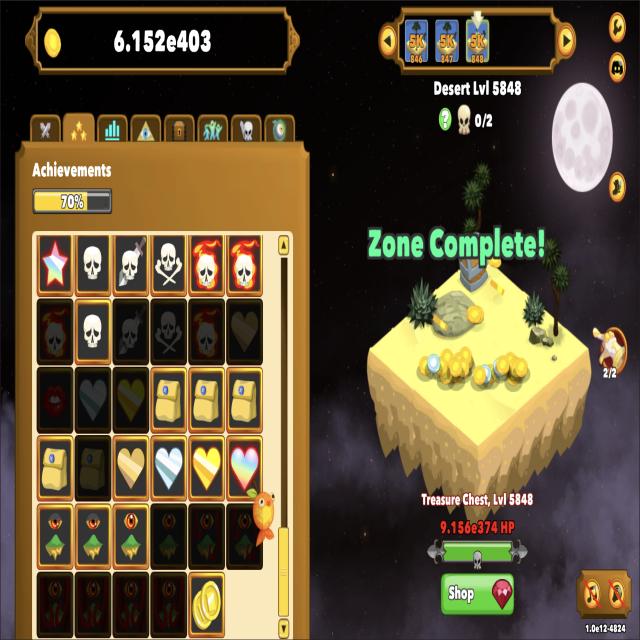 6.152e403
5K 5K 5K
846 847 848
Desert Lvl 5848
? 0/2
Achievements
70%
Zone Complete!
2/2
Treasure Chest, Lvl 5848
9.156e374 HP
Shop
1.0e12-4824